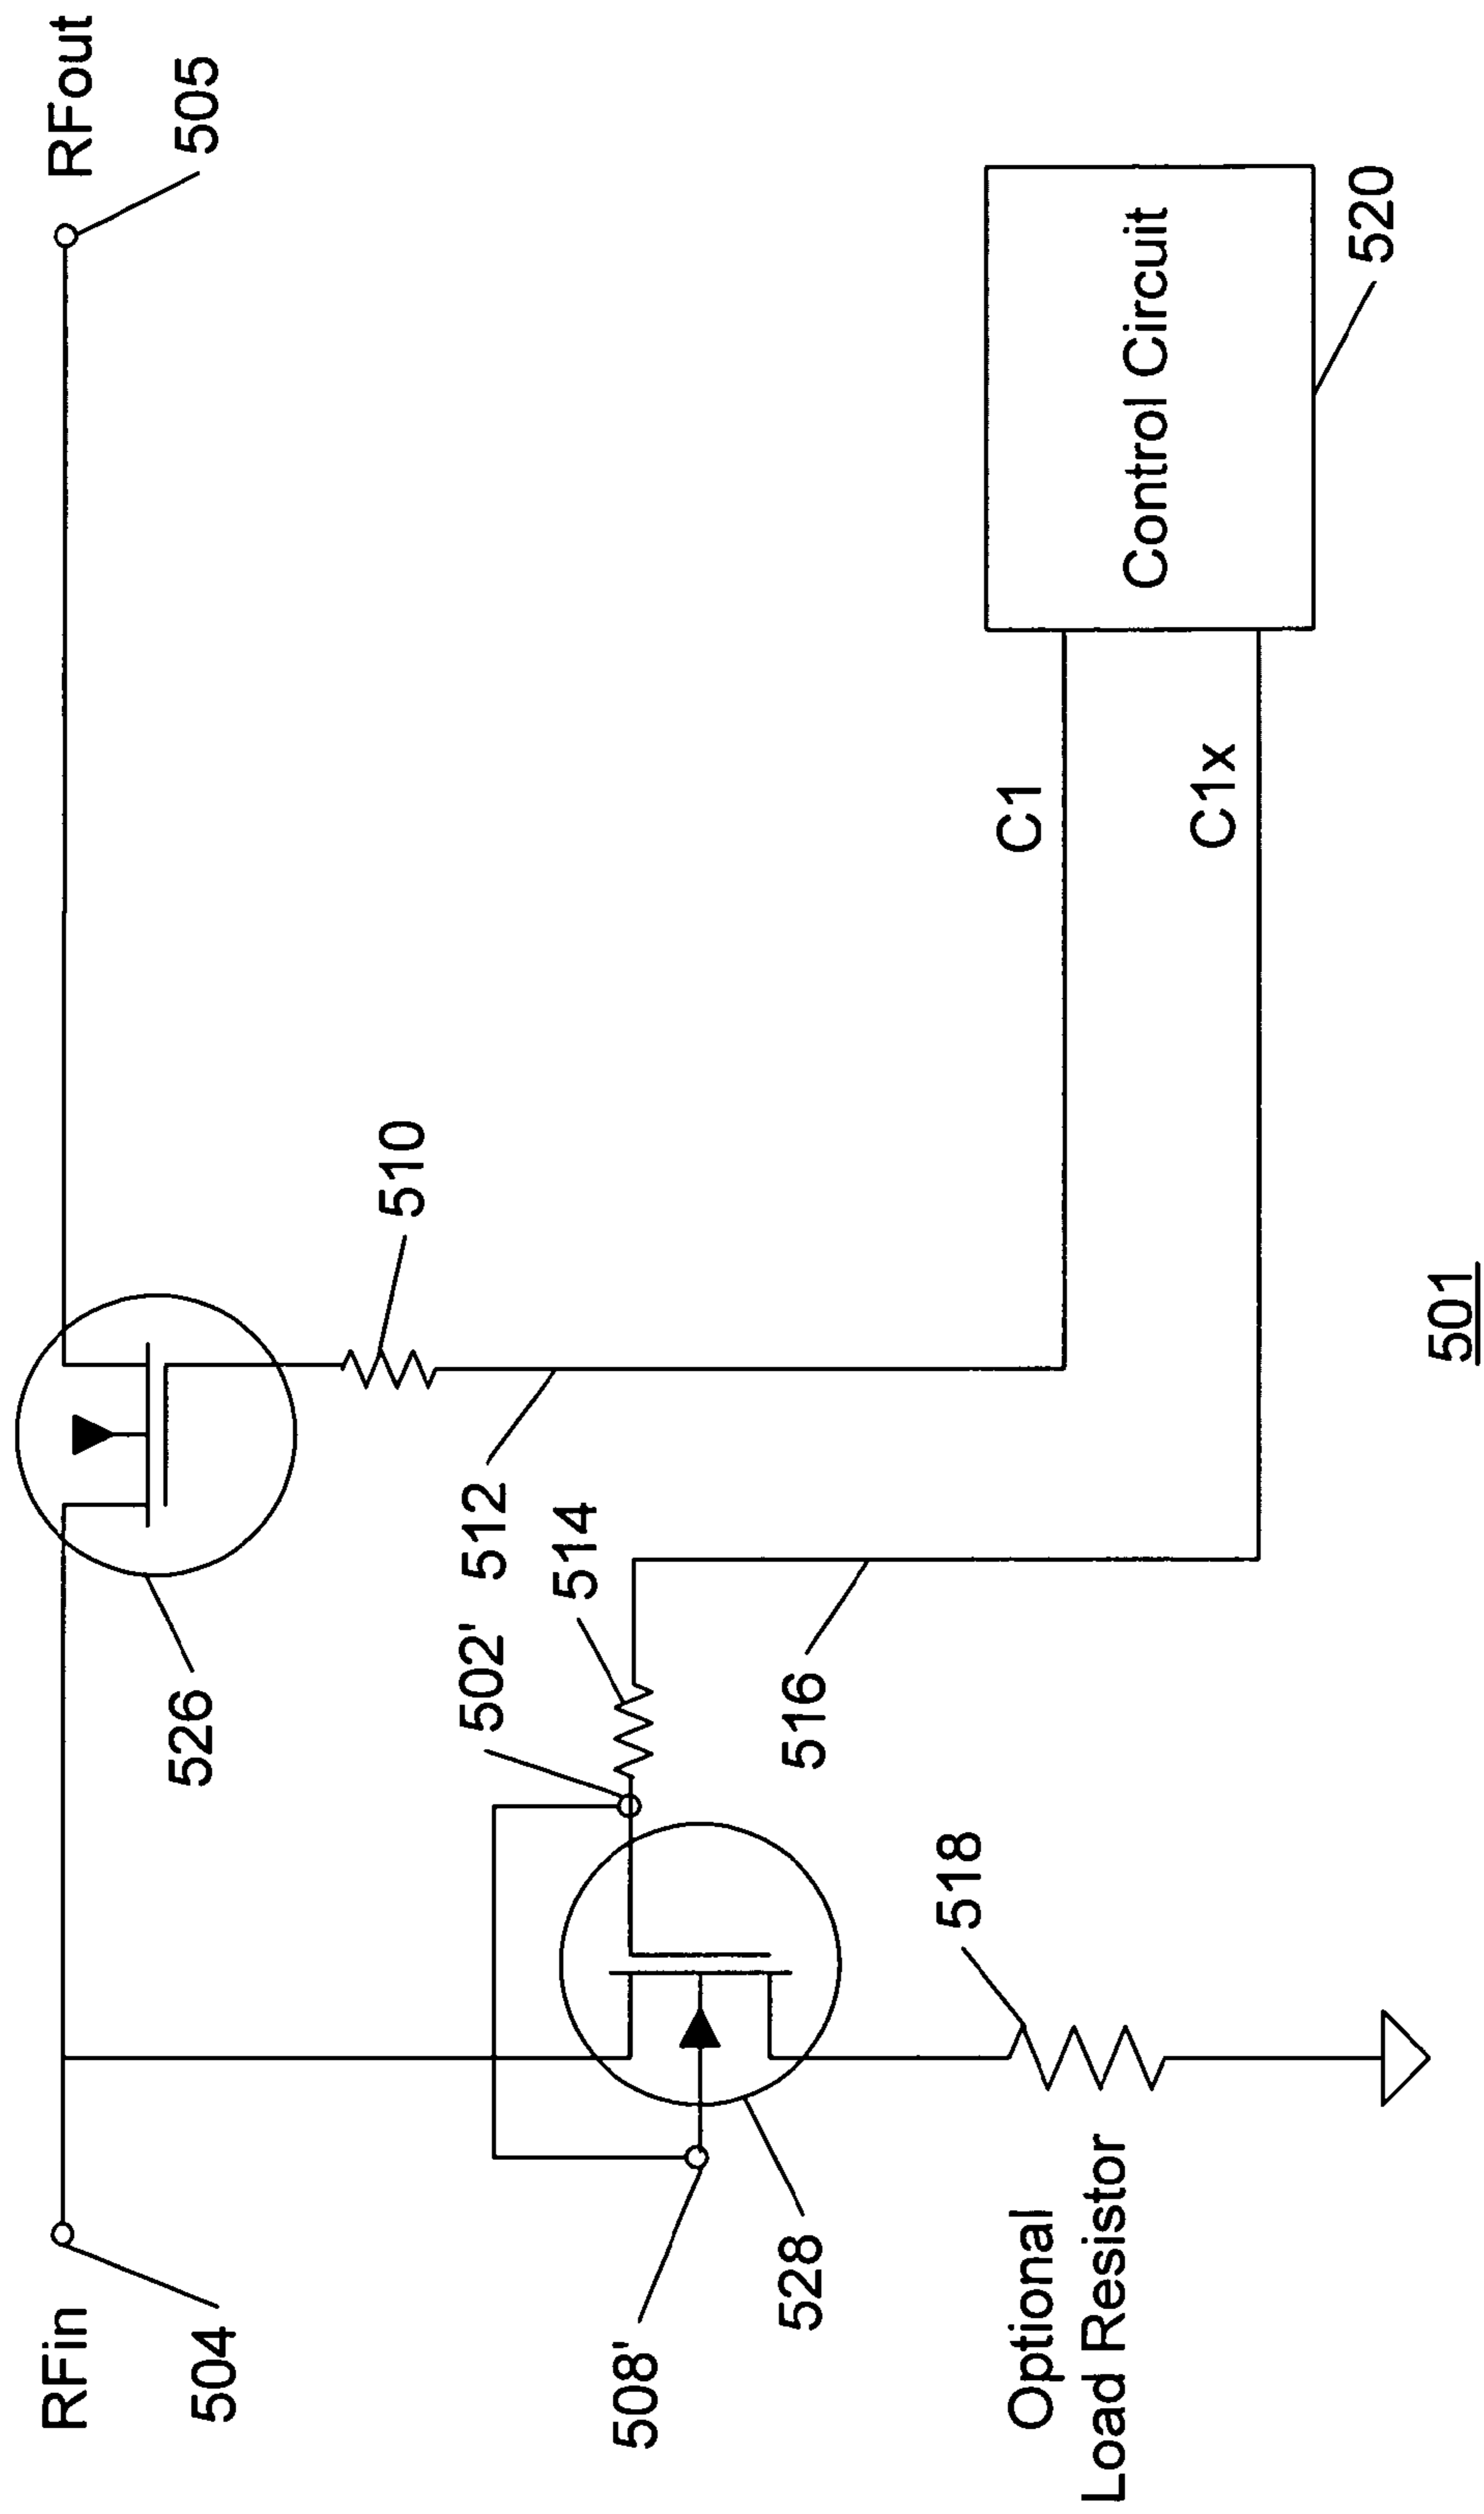 RFin
RFout
504
505
526
510
502'
512
514
508'
528
516
518
C1
C1x
Optional
Load Resistor
Control Circuit
520
501